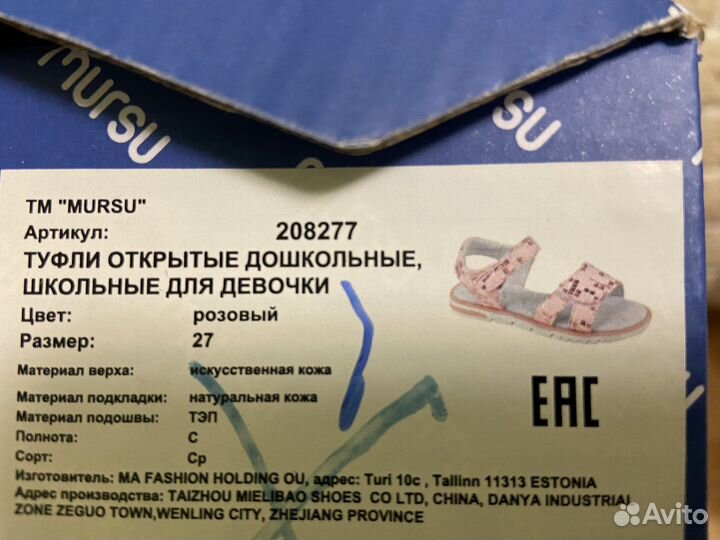 mursu
mursu
ТМ "MURSU"
Артикул: 208277
ТУФЛИ ОТКРЫТЫЕ ДОШКОЛЬНЫЕ,
ШКОЛЬНЫЕ ДЛЯ ДЕВОЧКИ
Цвет: розовый
Размер: 27
Материал верха: искусственная кожа
Материал подкладки: натуральная кожа
Материал подошвы: ТЭП
Полнота: С
Сорт: Ср
EAC
Изготовитель: MA FASHION HOLDING OU, адрес: Turi 10c , Tallinn 11313 ESTONIA
Адрес производства: TAIZHOU MIELIBAO SHOES CO LTD, CHINA, DANYA INDUSTRIAL
ZONE ZEGUO TOWN,WENLING CITY, ZHEJIANG PROVINCE
Avito